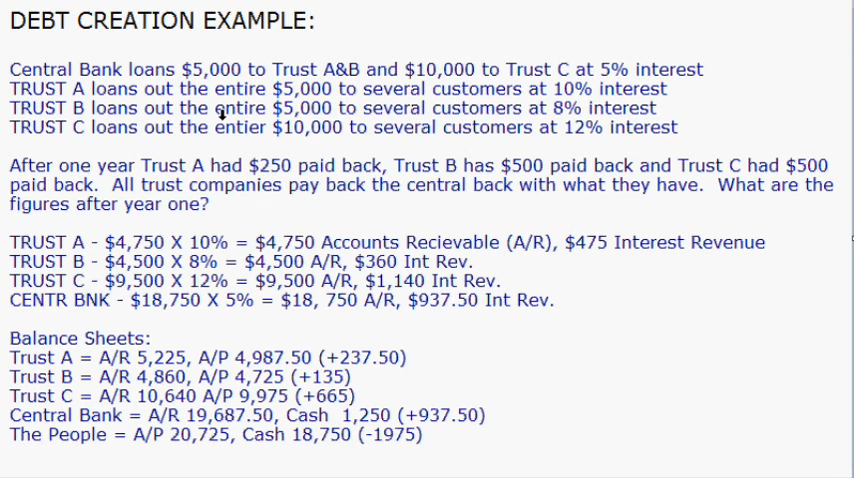 DEBT CREATION EXAMPLE:
Central Bank loans $5,000 to Trust A&B and $10,000 to Trust C at 5% interest
TRUST A loans out the entire $5,000 to several customers at 10% interest
TRUST B loans out the entire $5,000 to several customers at 8% interest
TRUST C loans out the entier $10,000 to several customers at 12% interest
After one year Trust A had $250 paid back, Trust B has $500 paid back and Trust C had $500
paid back.  All trust companies pay back the central back with what they have.  What are the
figures after year one?
TRUST A - $4,750 X 10% = $4,750 Accounts Recievable (A/R), $475 Interest Revenue
TRUST B - $4,500 X 8% = $4,500 A/R, $360 Int Rev.
TRUST C - $9,500 X 12% = $9,500 A/R, $1,140 Int Rev.
CENTR BNK - $18,750 X 5% = $18, 750 A/R, $937.50 Int Rev.
Balance Sheets:
Trust A = A/R 5,225, A/P 4,987.50 (+237.50)
Trust B = A/R 4,860, A/P 4,725 (+135)
Trust C = A/R 10,640 A/P 9,975 (+665)
Central Bank = A/R 19,687.50, Cash  1,250 (+937.50)
The People = A/P 20,725, Cash 18,750 (-1975)